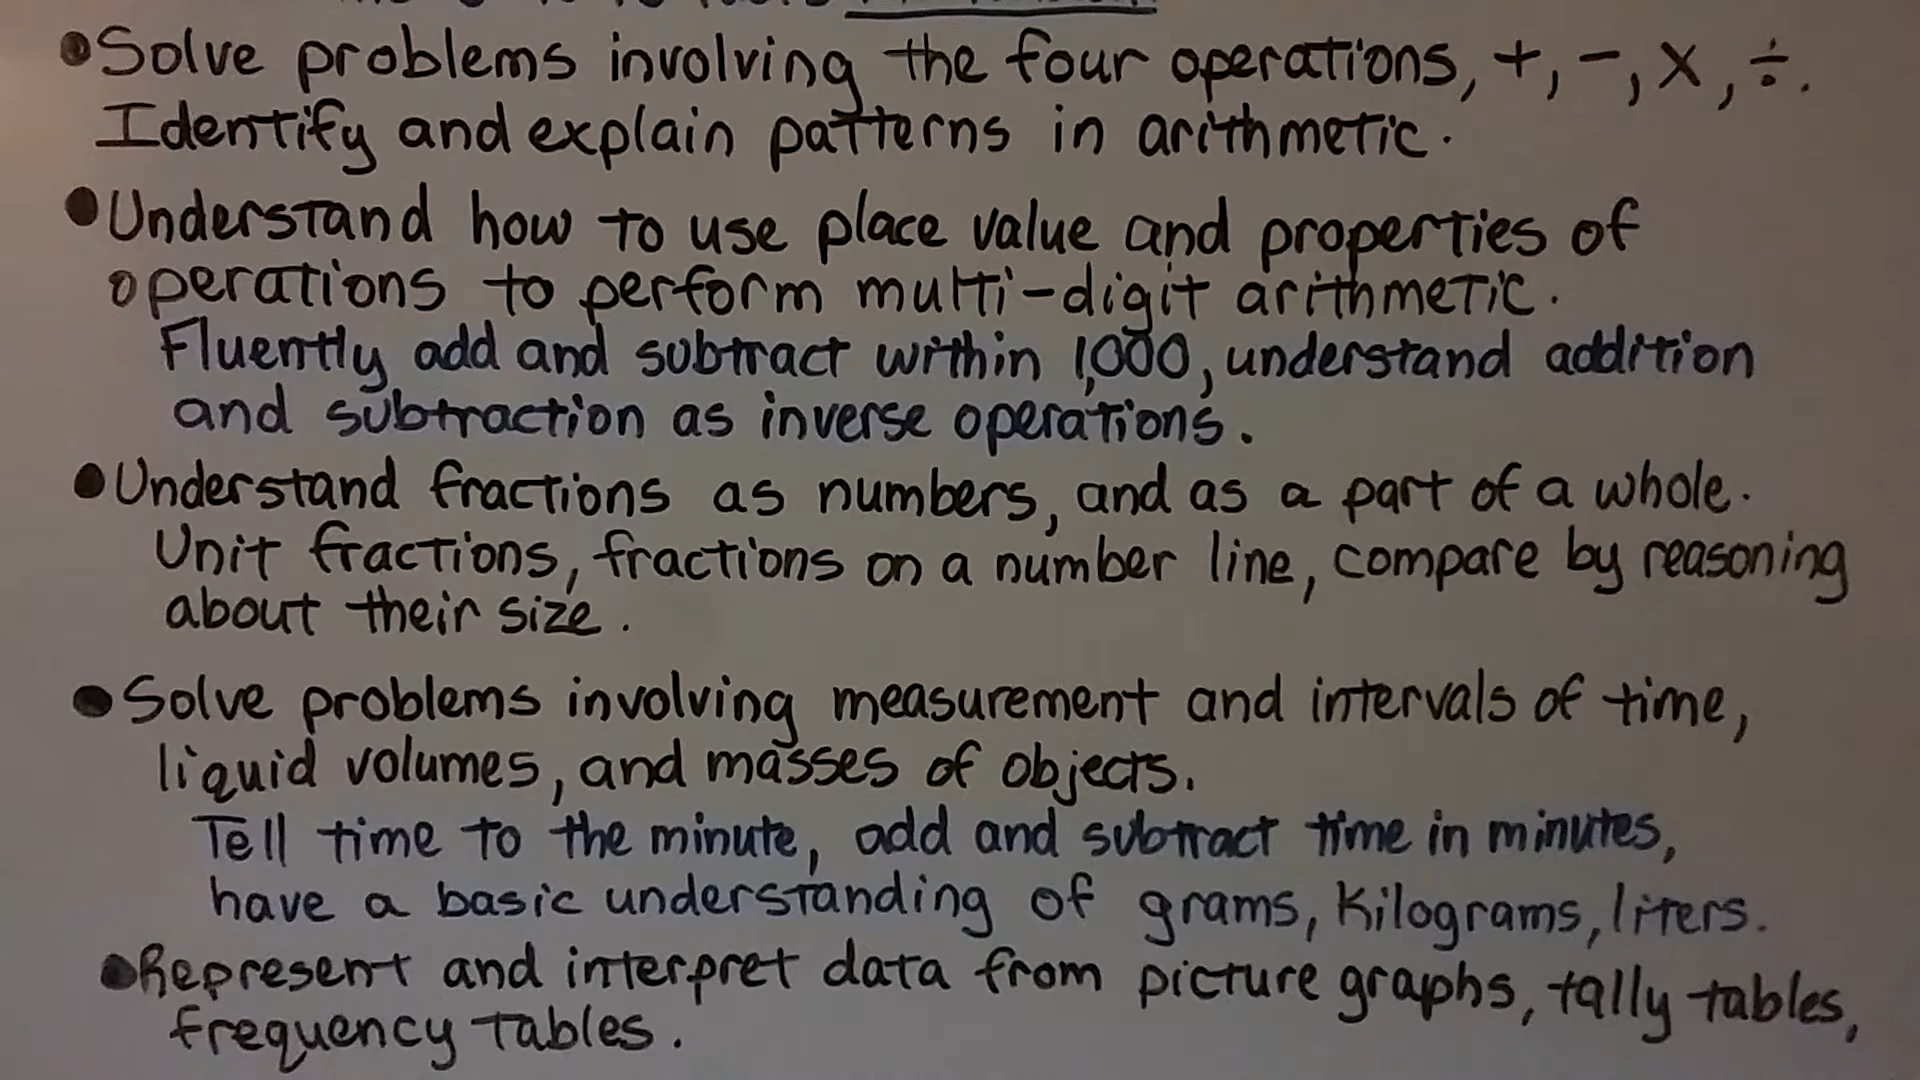 •Solve problems involving the four operations, +, -, x, ÷.
Identify and explain patterns in arithmetic.
•Understand how to use place value and properties of
operations to perform multi-digit arithmetic.
Fluently add and subtract within 1,000, understand addition
and subtraction as inverse operations.
•Understand fractions as numbers, and as a part of a whole.
Unit fractions, fractions on a number line, compare by reasoning
about their size.
•Solve problems involving measurement and intervals of time,
liquid volumes, and masses of objects.
Tell time to the minute, add and subtract time in minutes,
have a basic understanding of grams, kilograms, liters.
•Represent and interpret data from picture graphs, tally tables,
frequency tables.